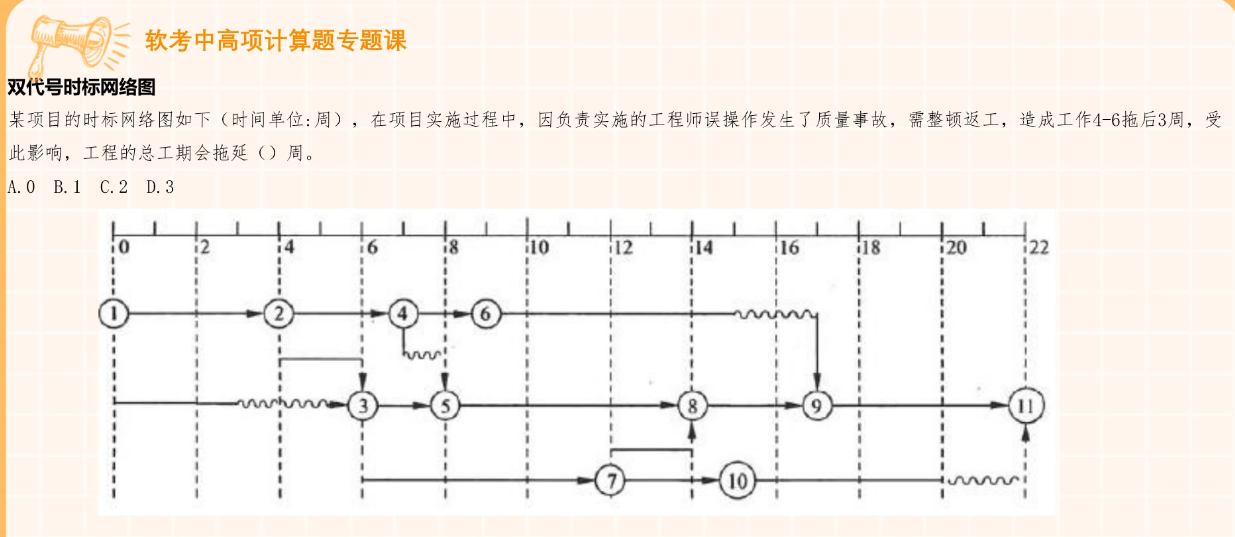 软考中高项计算题专题课
双代号时标网络图
某项目的时标网络图如下（时间单位:周），在项目实施过程中，因负责实施的工程师误操作发生了质量事故，需整顿返工，造成工作4-6拖后3周，受
此影响，工程的总工期会拖延（）周。
A.0 B.1 C.2 D.3
0 2 4 6 8 10 12 14 16 18 20 22
1 2 4 6
3 5 8 9 11
7 10